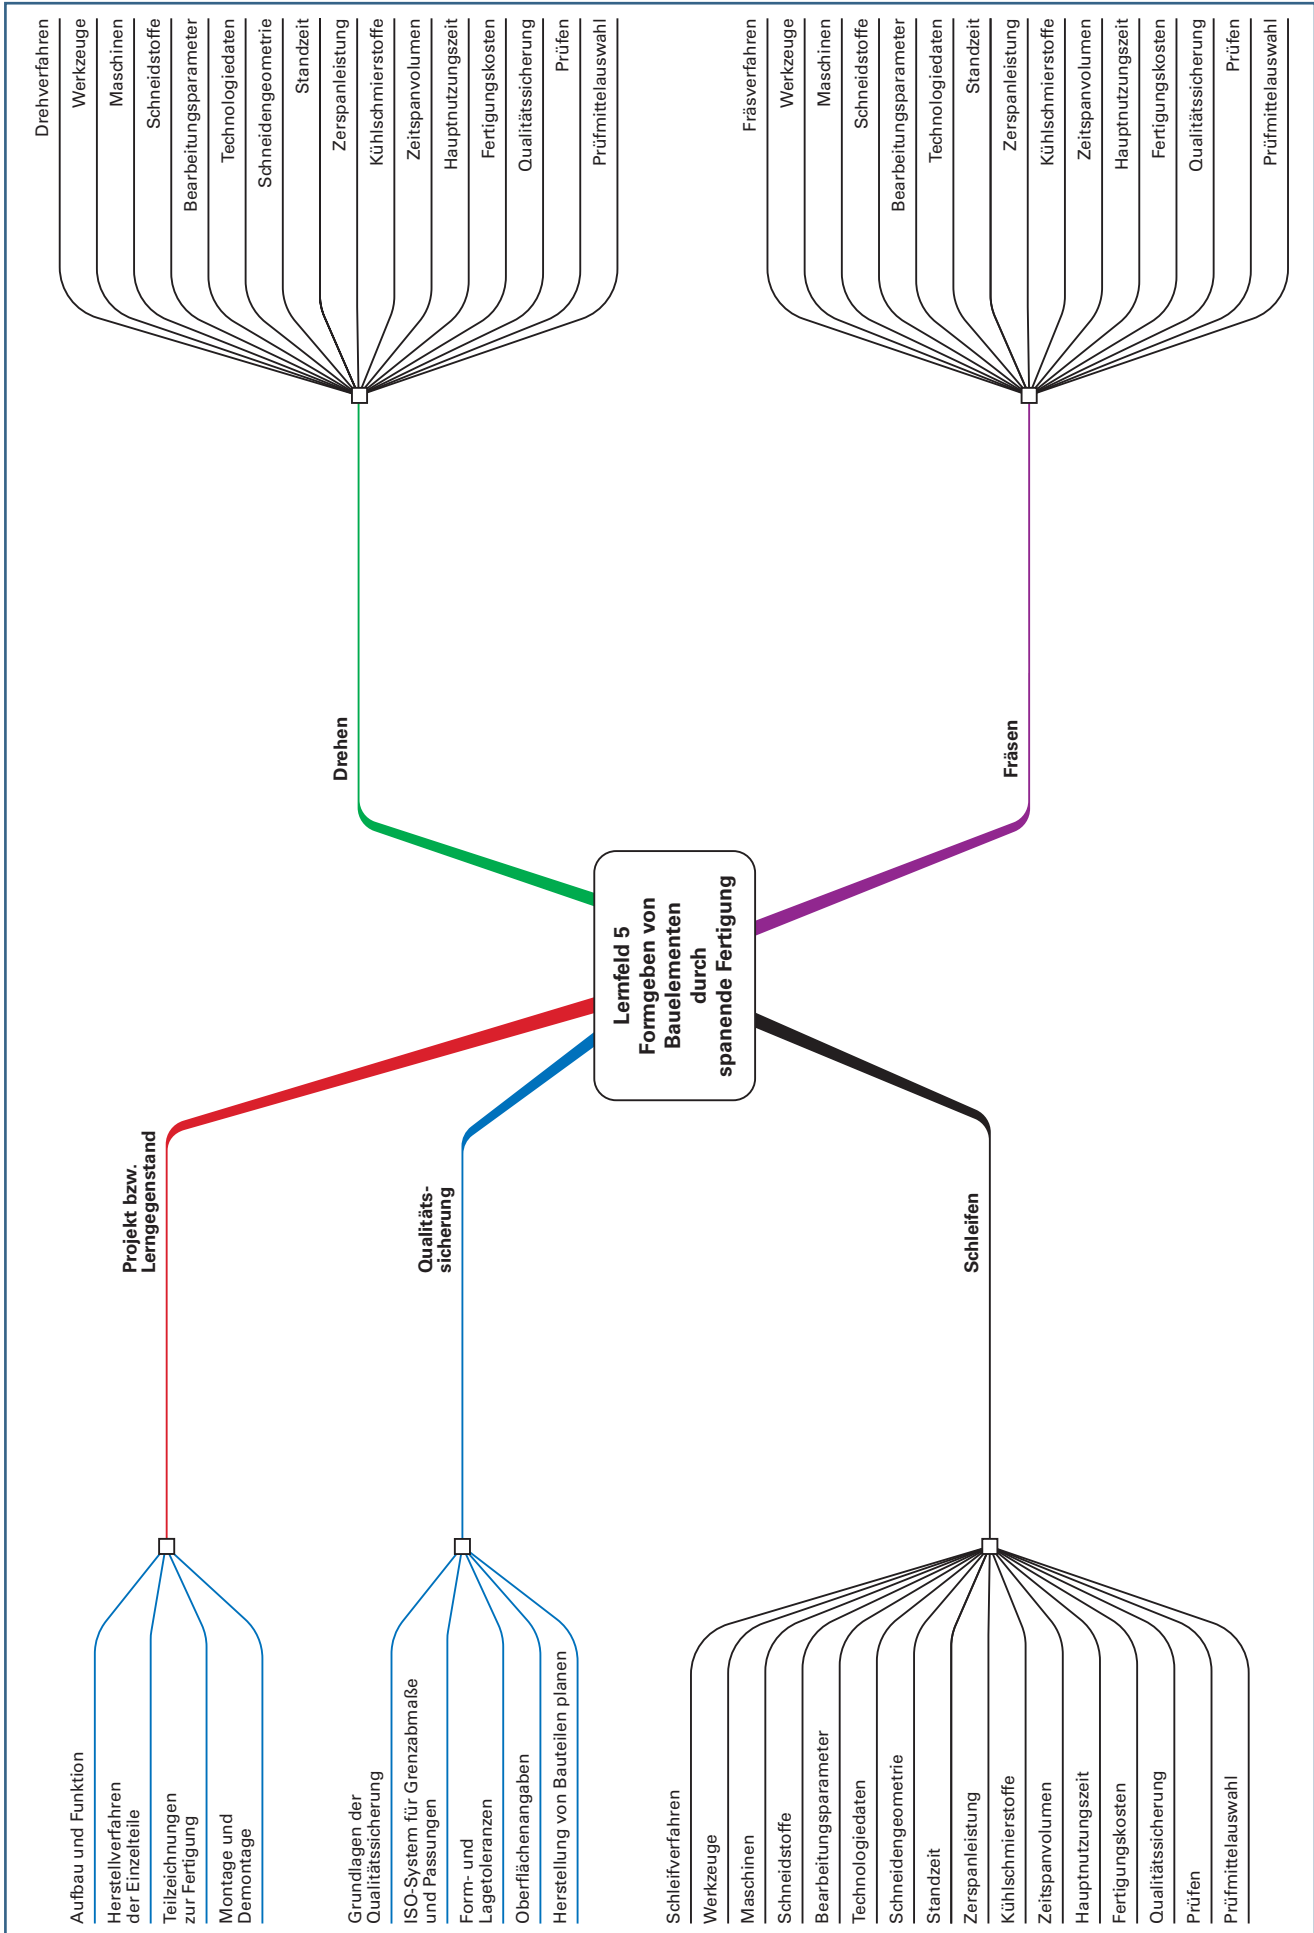 Lernfeld 5
Formgeben von
Bauelementen
durch
spanende Fertigung
Projekt bzw.
Lerngegenstand
Aufbau und Funktion
Herstellverfahren
der Einzelteile
Teilzeichnungen
zur Fertigung
Montage und
Demontage
Qualitäts-
sicherung
Grundlagen der
Qualitätssicherung
ISO-System für Grenzabmaße
und Passungen
Form- und
Lagetoleranzen
Oberflächenangaben
Herstellung von Bauteilen planen
Schleifen
Schleifverfahren
Werkzeuge
Maschinen
Schneidstoffe
Bearbeitungsparameter
Technologiedaten
Schneidengeometrie
Standzeit
Zerspanleistung
Kühlschmierstoffe
Zeitspanvolumen
Hauptnutzungszeit
Fertigungskosten
Qualitätssicherung
Prüfen
Prüfmittelauswahl
Drehen
Drehverfahren
Werkzeuge
Maschinen
Schneidstoffe
Bearbeitungsparameter
Technologiedaten
Schneidengeometrie
Standzeit
Zerspanleistung
Kühlschmierstoffe
Zeitspanvolumen
Hauptnutzungszeit
Fertigungskosten
Qualitätssicherung
Prüfen
Prüfmittelauswahl
Fräsen
Fräsverfahren
Werkzeuge
Maschinen
Schneidstoffe
Bearbeitungsparameter
Technologiedaten
Standzeit
Zerspanleistung
Kühlschmierstoffe
Zeitspanvolumen
Hauptnutzungszeit
Fertigungskosten
Qualitätssicherung
Prüfen
Prüfmittelauswahl